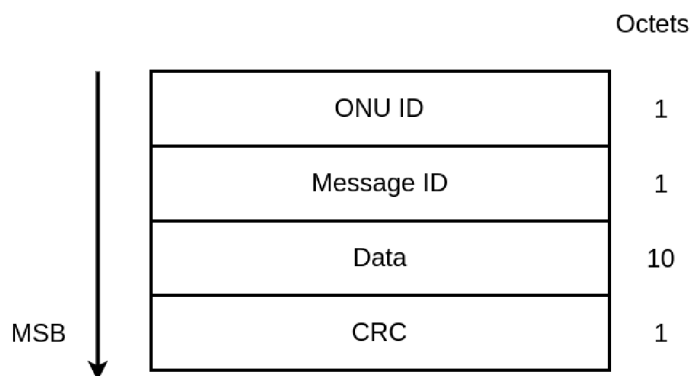 Octets
ONU ID 1
Message ID 1
Data 10
MSB CRC 1